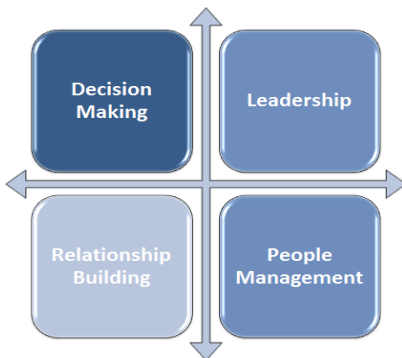 Decision
Making
Leadership
Relationship
Building
People
Management